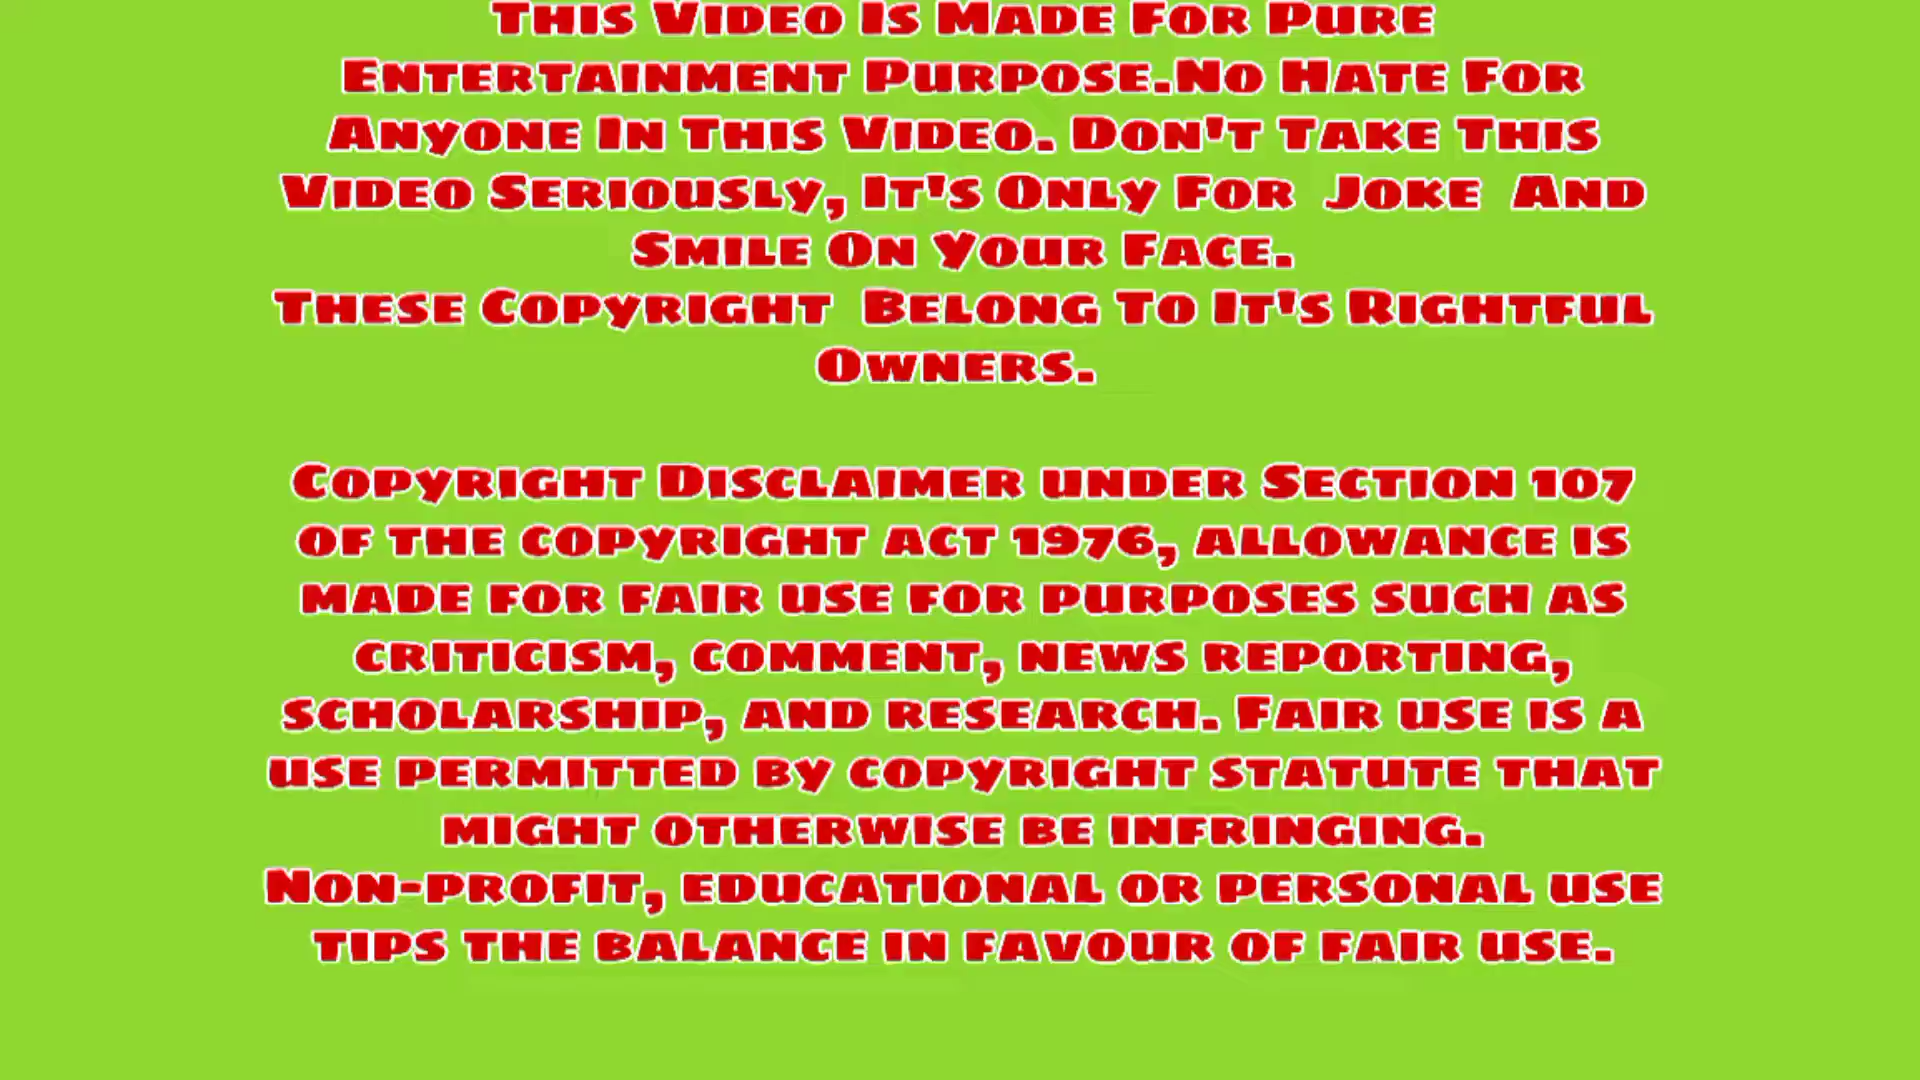 This Video Is Made For Pure
Entertainment Purpose.No Hate For
Anyone In This Video. Don't Take This
Video Seriously, It's Only For Joke And
Smile On Your Face.
These Copyright Belong To It's Rightful
Owners.
Copyright Disclaimer under Section 107
of the copyright act 1976, allowance is
made for fair use for purposes such as
criticism, comment, news reporting,
scholarship, and research. Fair use is a
use permitted by copyright statute that
might otherwise be infringing.
Non-profit, educational or personal use
tips the balance in favour of fair use.